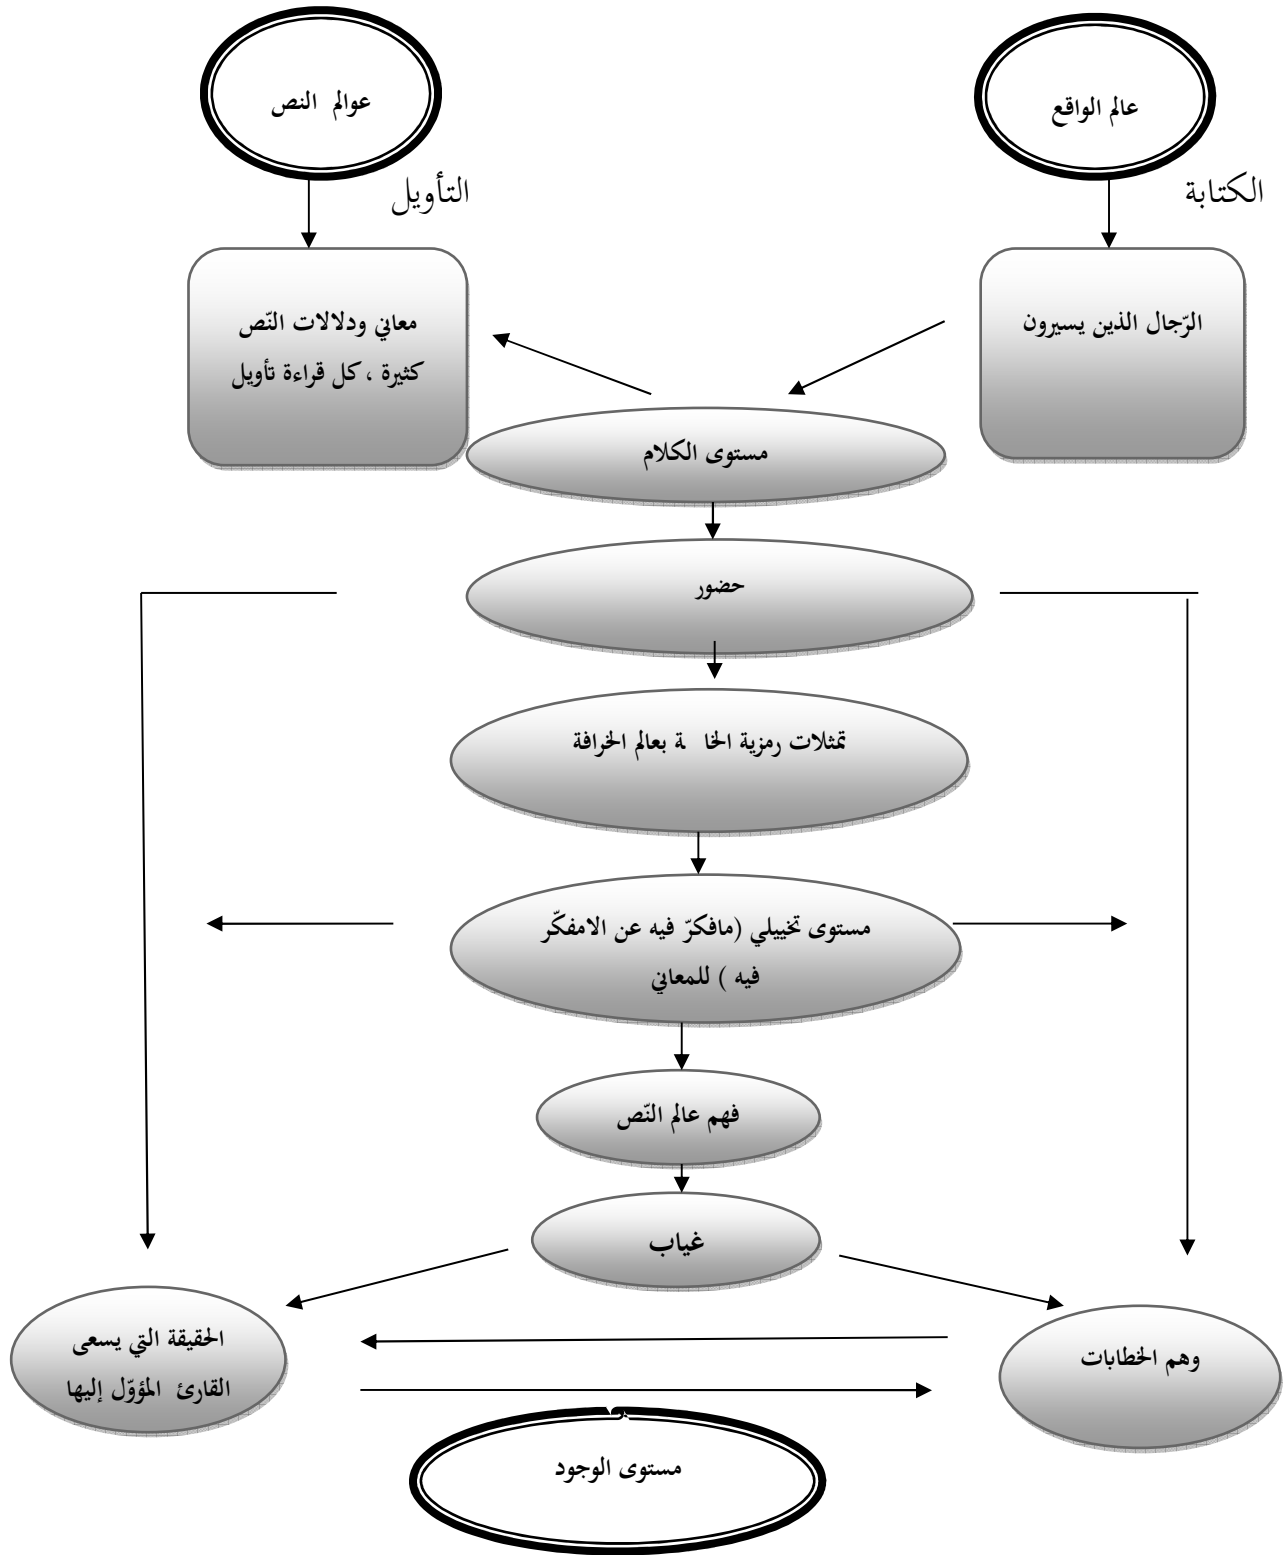 عالم الواقع
عوالم النص
الكتابة
التأويل
الرّجال الذين يسيرون
معاني ودلالات النّص
كثيرة ، كل قراءة تأويل
مستوى الكلام
حضور
تمثلات رمزية الخا ة بعالم الخرافة
مستوى تخييلي (مافكرّ فيه عن الامفكّر
فيه ) للمعاني
فهم عالم النّص
غياب
وهم الخطابات
الحقيقة التي يسعى
القارئ المؤوّل إليها
مستوى الوجود